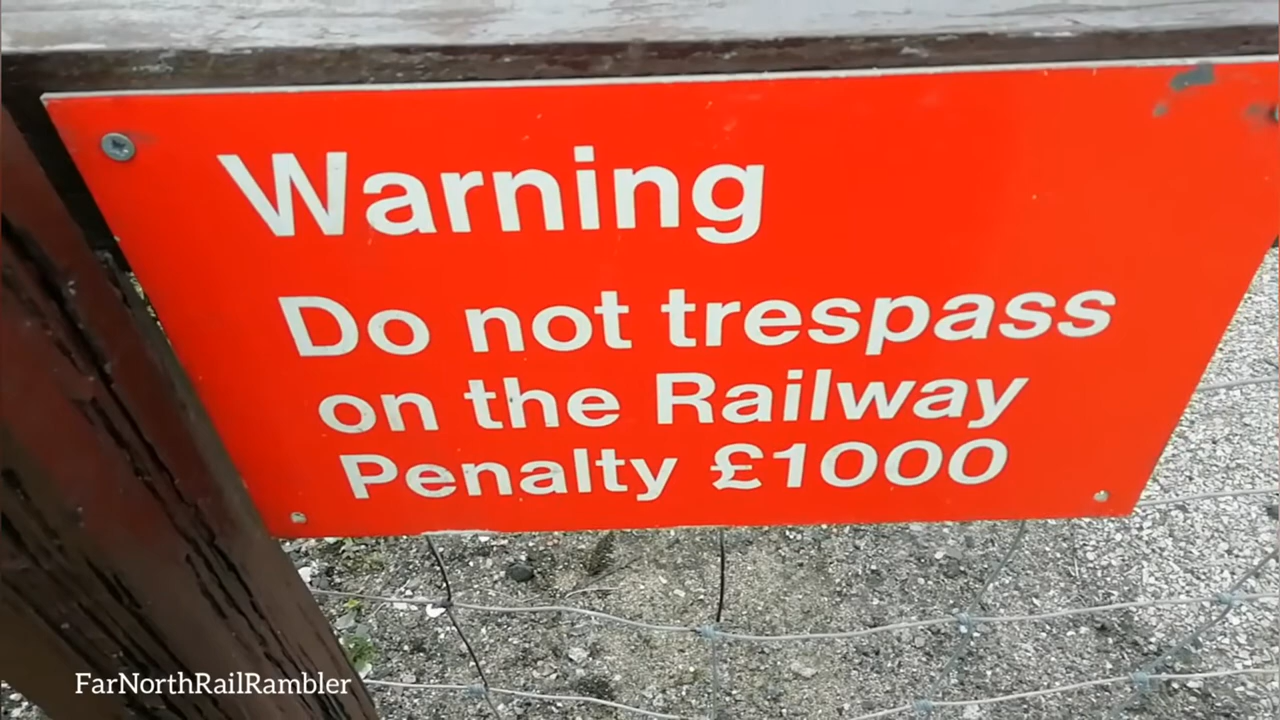 Warning
Do not trespass
on the Railway
Penalty £1000
FarNorthRailRambler